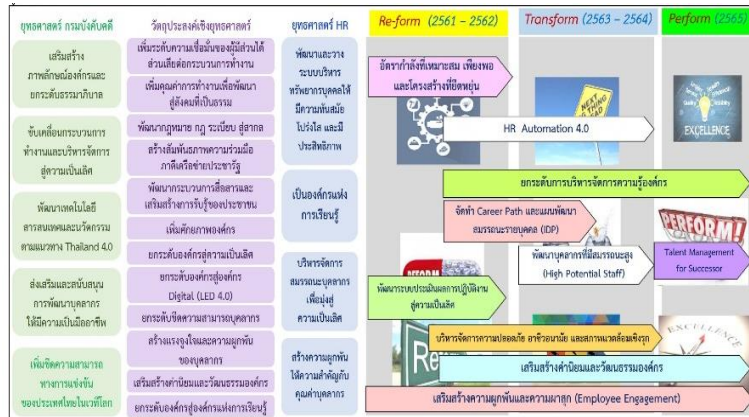 ยุทธศาสตร์ กรมบังคับคดี
วัตถุประสงค์เชิงยุทธศาสตร์
ยุทธศาสตร์ HR
Re-form (2561 – 2562)
Transform (2563 – 2564)
Perform (2565)
เสริมสร้าง
ภาพลักษณ์องค์กรและ
ยกระดับธรรมาภิบาล
ขับเคลื่อนกระบวนการ
ทำงานและบริหารจัดการ
สู่ความเป็นเลิศ
พัฒนาเทคโนโลยี
สารสนเทศและนวัตกรรม
ตามแนวทาง Thailand 4.0
ส่งเสริมและสนับสนุน
การพัฒนาบุคลากร
ให้มีความเป็นมืออาชีพ
เพิ่มขีดความสามารถ
ทางการแข่งขัน
ของประเทศไทยในเวทีโลก
เพิ่มระดับความเชื่อมั่นของผู้มีส่วนได้
ส่วนเสียต่อกระบวนการทำงาน
เพิ่มคุณค่าการทำงานเพื่อพัฒนา
สู่สังคมที่เป็นธรรม
พัฒนากฎหมาย กฎ ระเบียบ สู่สากล
สร้างสัมพันธภาพความร่วมมือ
ภาคีเครือข่ายประชารัฐ
พัฒนากระบวนการสื่อสารและ
เสริมสร้างการรับรู้ของประชาชน
เพิ่มศักยภาพองค์กร
ยกระดับองค์กรสู่ความเป็นเลิศ
ยกระดับองค์กรสู่องค์กร
Digital (LED 4.0)
ยกระดับขีดความสามารถบุคลากร
สร้างแรงจูงใจและความผูกพัน
ของบุคลากร
เสริมสร้างค่านิยมและวัฒนธรรมองค์กร
ยกระดับองค์กรสู่องค์กรแห่งการเรียนรู้
พัฒนาและวาง
ระบบบริหาร
ทรัพยากรบุคคลให้
มีความทันสมัย
โปร่งใส และมี
ประสิทธิภาพ
เป็นองค์กรแห่ง
การเรียนรู้
บริหารจัดการ
สมรรถนะบุคลากร
เพื่อมุ่งสู่
ความเป็นเลิศ
สร้างความผูกพัน
ให้ความสำคัญกับ
คุณค่าบุคลากร
อัตรากำลังที่เหมาะสม เพียงพอ
และโครงสร้างที่ยืดหยุ่น
NEXT
BIG THING
AHEAD
EXCELLENCE
HR Automation 4.0
ยกระดับการบริหารจัดการความรู้องค์กร
จัดทำ Career Path และแผนพัฒนา
สมรรถนะรายบุคคล (IDP)
PERFORM!
พัฒนาบุคลากรที่มีสมรรถนะสูง
(High Potential Staff)
Talent Management
for Successor
พัฒนาระบบประเมินผลการปฏิบัติงาน
สู่ความเป็นเลิศ
บริหารจัดการความปลอดภัย อาชีวอนามัย และสภาพแวดล้อมเชิงรุก
EXCELLENCE
เสริมสร้างค่านิยมและวัฒนธรรมองค์กร
เสริมสร้างความผูกพันและความผาสุก (Employee Engagement)